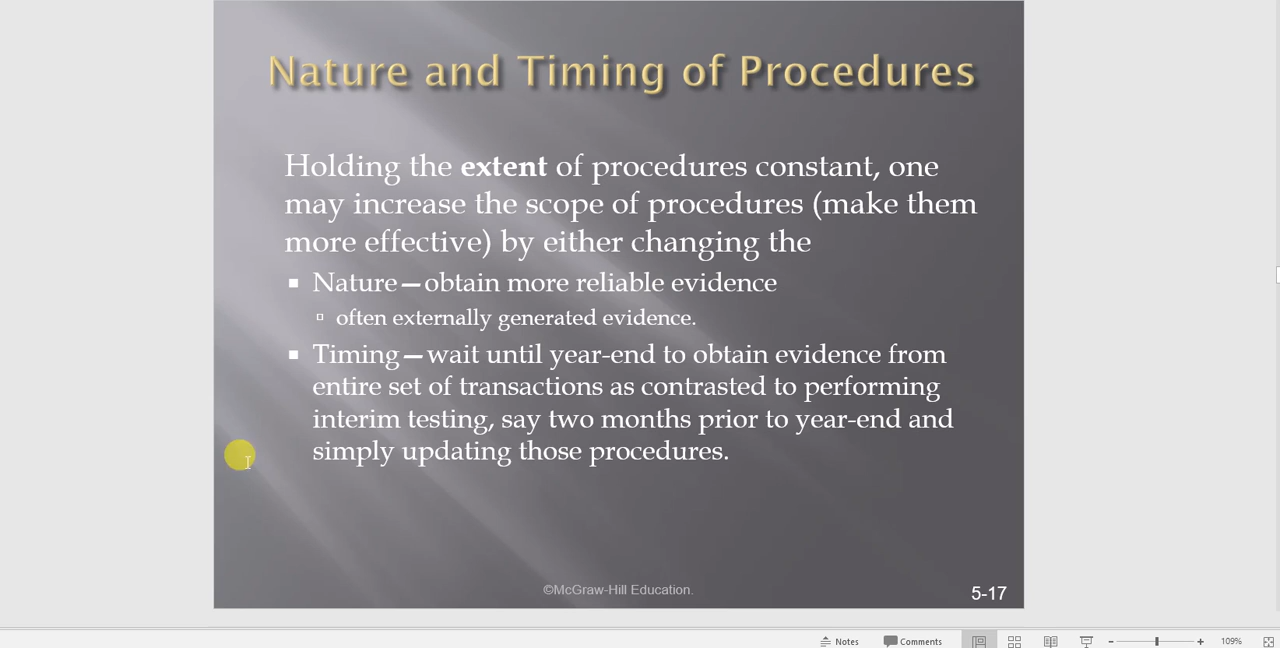 Nature and Timing of Procedures
Holding the extent of procedures constant, one
may increase the scope of procedures (make them
more effective) by either changing the
Nature—obtain more reliable evidence
often externally generated evidence.
Timing—wait until year-end to obtain evidence from
entire set of transactions as contrasted to performing
interim testing, say two months prior to year-end and
simply updating those procedures.
©McGraw-Hill Education.
5-17
Notes Comments 109%